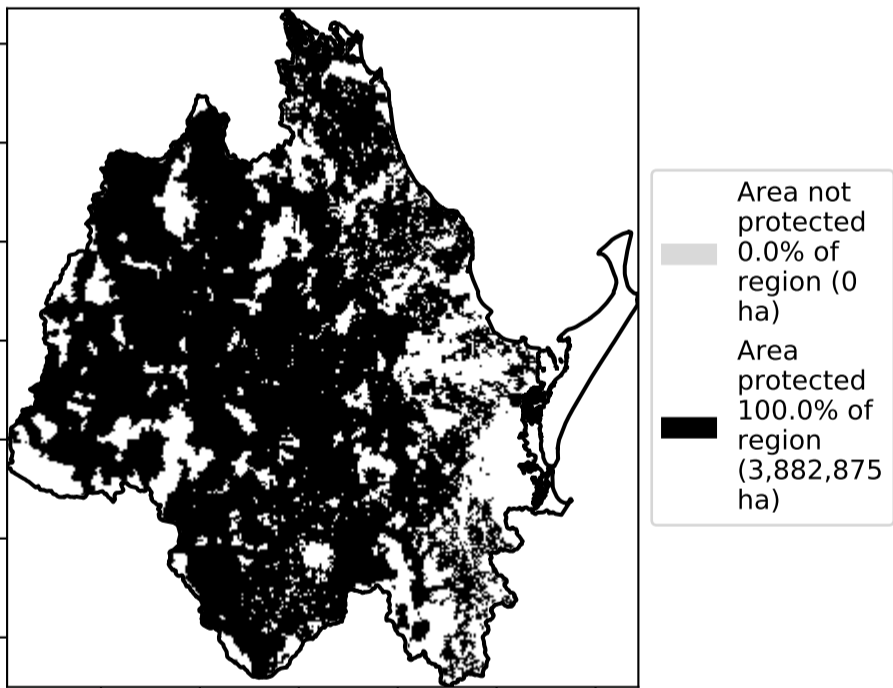 Area not
protected
0.0% of
region (0
ha)
Area
protected
100.0% of
region
(3,882,875
ha)